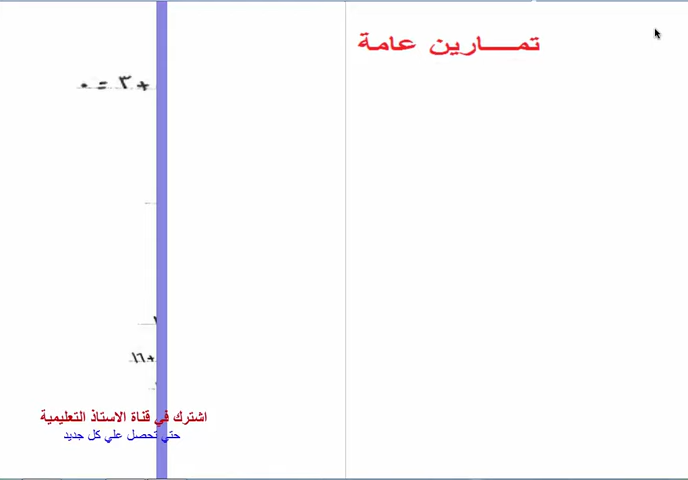 تمـــارين عامة
+ ٣ = ٠
+ ١٦
اشترك في قناة الاستاذ التعليمية
حتي تحصل علي كل جديد